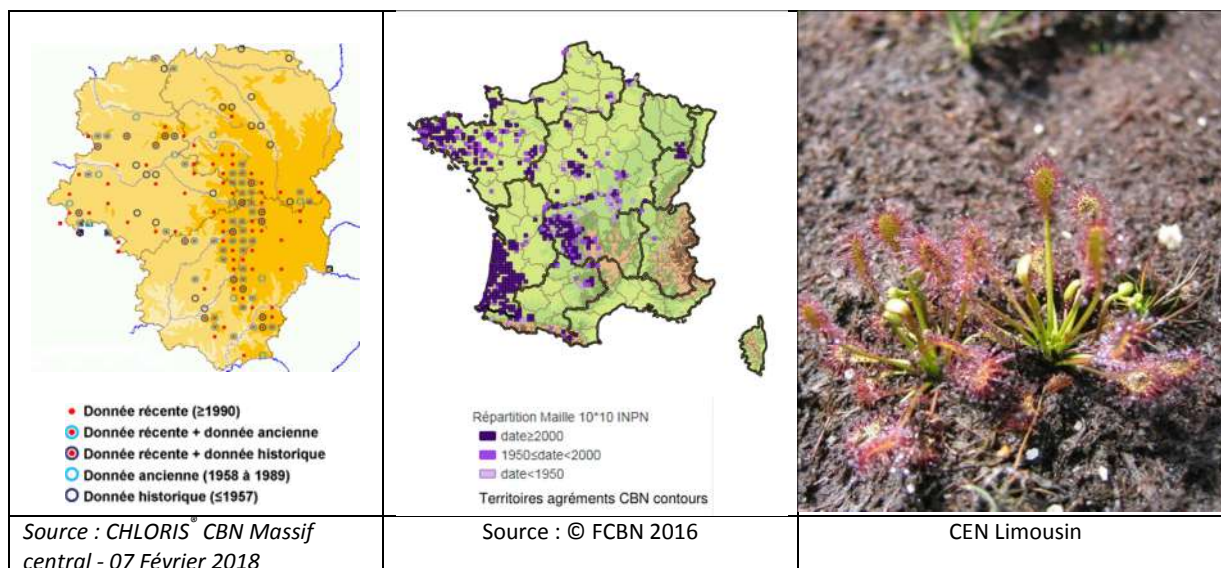 Donnée récente (≥1990)
Donnée récente + donnée ancienne
Donnée récente + donnée historique
Donnée ancienne (1958 à 1989)
Donnée historique (≤1957)
Source : CHLORIS® CBN Massif
central - 07 Février 2018
Répartition Maille 10*10 INPN
date≥2000
1950≤date<2000
date<1950
Territoires agréments CBN contours
Source : © FCBN 2016
CEN Limousin